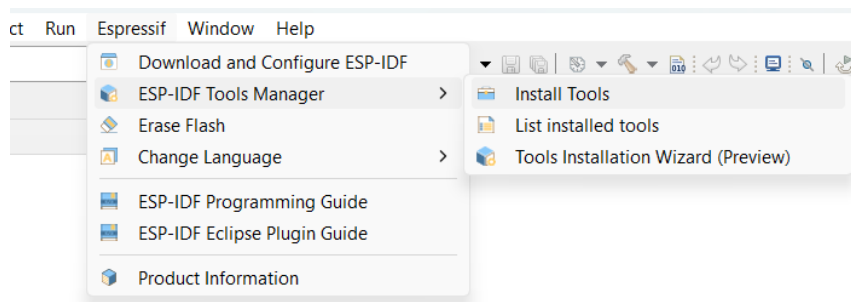 ct Run Espressif Window Help
Download and Configure ESP-IDF
ESP-IDF Tools Manager
Install Tools
Erase Flash
List installed tools
Change Language
Tools Installation Wizard (Preview)
ESP-IDF Programming Guide
ESP-IDF Eclipse Plugin Guide
Product Information
010